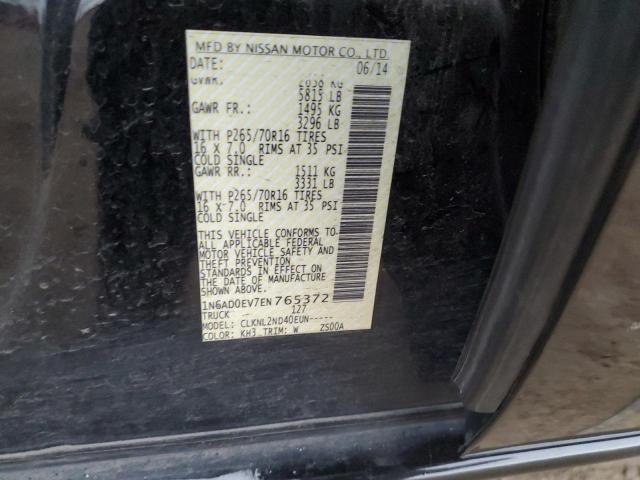 MFD BY NISSAN MOTOR CO., LTD.
DATE: 06/14
GVWR: KG
5815 LB
GAWR FR.: 1495 KG
3296 LB
WITH P265/70R16 TIRES
16 X 7.0 RIMS AT 35 PSI
COLD SINGLE
GAWR RR.: 1511 KG
3331 LB
WITH P265/70R16 TIRES
16 X 7.0 RIMS AT 35 PSI
COLD SINGLE
THIS VEHICLE CONFORMS TO
ALL APPLICABLE FEDERAL
MOTOR VEHICLE SAFETY AND
THEFT PREVENTION
STANDARDS IN EFFECT ON THE
DATE OF MANUFACTURE
SHOWN ABOVE
1N6AD0EV7EN765372
TRUCK 127
MODEL: CLKNL2ND40EUN-----
COLOR: KH3 TRIM: W ZS00A